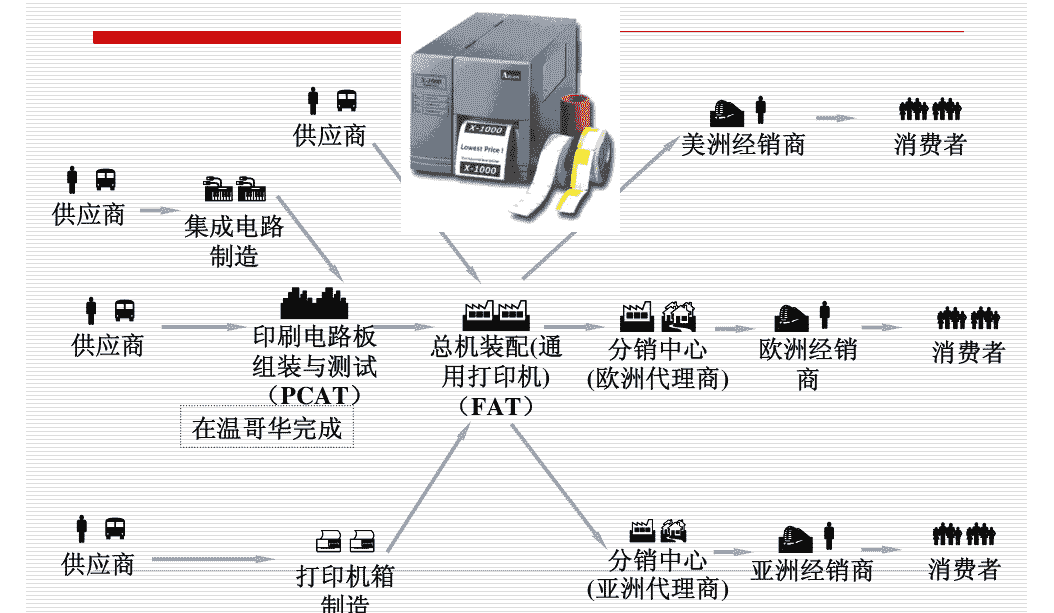 X-1000
Lowest Price !
X-1000
供应商
美洲经销商
消费者
供应商
集成电路
制造
供应商
印刷电路板
组装与测试
（PCAT）
在温哥华完成
总机装配(通
用打印机)
（FAT）
分销中心
(欧洲代理商)
欧洲经销
商
消费者
供应商
打印机箱
制造
分销中心
(亚洲代理商)
亚洲经销商
消费者